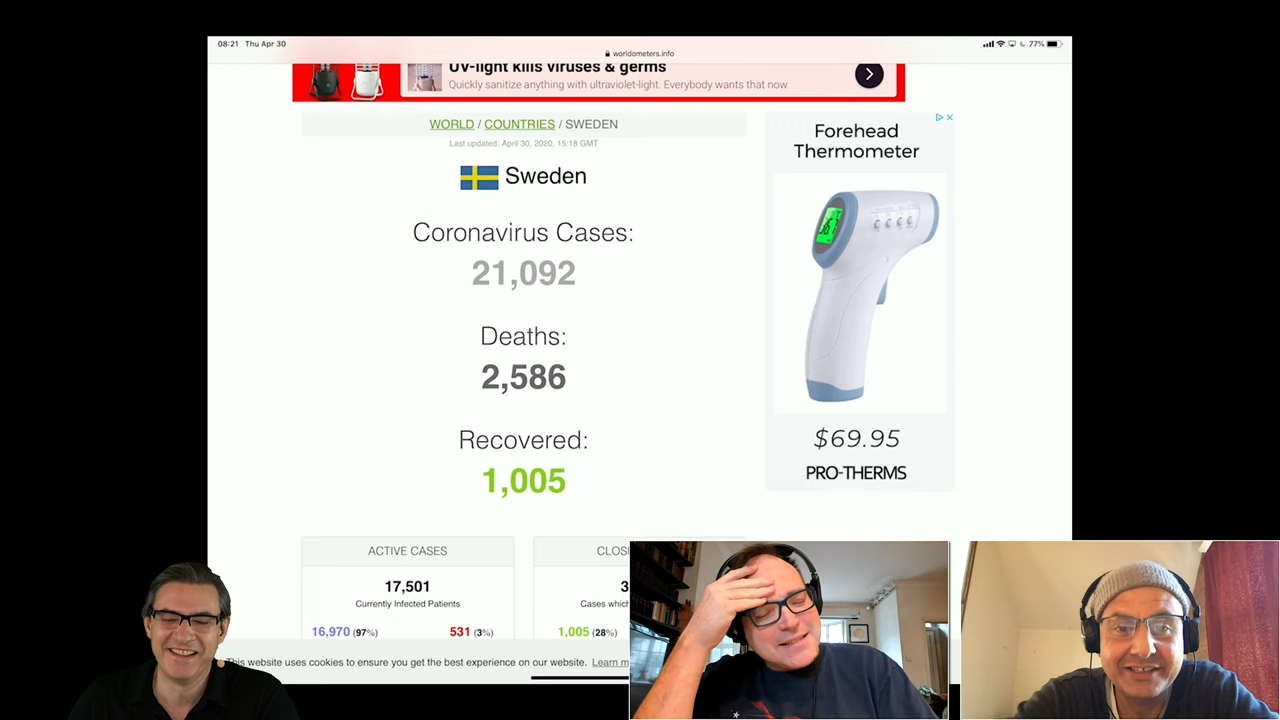 08:21 Thu Apr 30
worldometers.info
77%
UV-light kills viruses & germs
Quickly sanitize anything with ultraviolet-light. Everybody wants that now
WORLD / COUNTRIES / SWEDEN
Last updated: April 30, 2020, 15:18 GMT
Sweden
Coronavirus Cases:
21,092
Deaths:
2,586
Recovered:
1,005
Forehead
Thermometer
$69.95
PRO-THERMS
ACTIVE CASES
17,501
Currently Infected Patients
16,970 (97%)
531 (3%)
CLOS
3
Cases which
1,005 (28%)
This website uses cookies to ensure you get the best experience on our website. Learn m